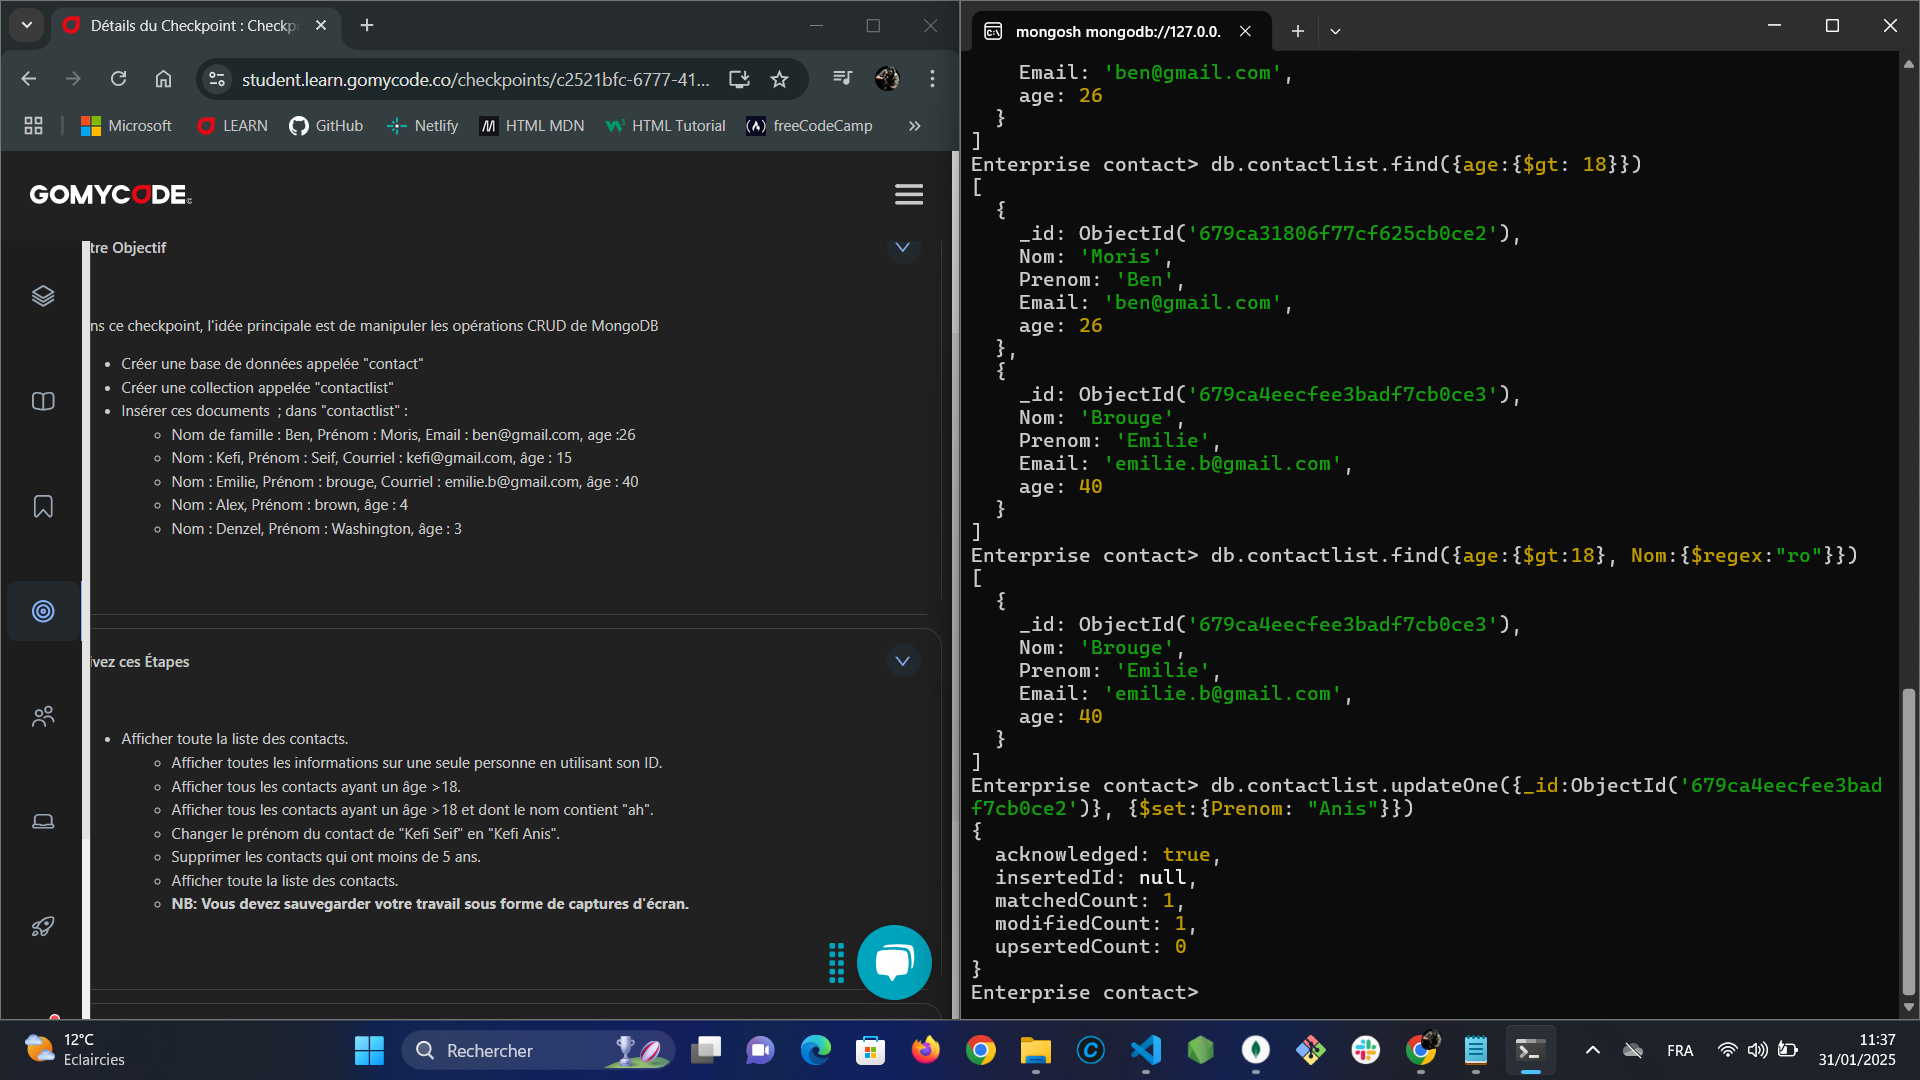 Détails du Checkpoint : Checkp
student.learn.gomycode.co/checkpoints/c2521bfc-6777-41...
Microsoft
LEARN
GitHub
Netlify
HTML MDN
HTML Tutorial
freeCodeCamp
»
GOMYCODE
tre Objectif
ns ce checkpoint, l'idée principale est de manipuler les opérations CRUD de MongoDB
• Créer une base de données appelée "contact"
• Créer une collection appelée "contactlist"
• Insérer ces documents ; dans "contactlist" :
◦ Nom de famille : Ben, Prénom : Moris, Email : ben@gmail.com, age :26
◦ Nom : Kefi, Prénom : Seif, Courriel : kefi@gmail.com, âge : 15
◦ Nom : Emilie, Prénom : brouge, Courriel : emilie.b@gmail.com, âge : 40
◦ Nom : Alex, Prénom : brown, âge : 4
◦ Nom : Denzel, Prénom : Washington, âge : 3
ivez ces Étapes
• Afficher toute la liste des contacts.
◦ Afficher toutes les informations sur une seule personne en utilisant son ID.
◦ Afficher tous les contacts ayant un âge >18.
◦ Afficher tous les contacts ayant un âge >18 et dont le nom contient "ah".
◦ Changer le prénom du contact de "Kefi Seif" en "Kefi Anis".
◦ Supprimer les contacts qui ont moins de 5 ans.
◦ Afficher toute la liste des contacts.
◦ NB: Vous devez sauvegarder votre travail sous forme de captures d'écran.
mongosh mongodb://127.0.0.
Email: 'ben@gmail.com',
age: 26
}
]
Enterprise contact> db.contactlist.find({age:{$gt: 18}})
[
{
_id: ObjectId('679ca31806f77cf625cb0ce2'),
Nom: 'Moris',
Prenom: 'Ben',
Email: 'ben@gmail.com',
age: 26
},
{
_id: ObjectId('679ca4eecfee3badf7cb0ce3'),
Nom: 'Brouge',
Prenom: 'Emilie',
Email: 'emilie.b@gmail.com',
age: 40
}
]
Enterprise contact> db.contactlist.find({age:{$gt:18}, Nom:{$regex:"ro"}})
[
{
_id: ObjectId('679ca4eecfee3badf7cb0ce3'),
Nom: 'Brouge',
Prenom: 'Emilie',
Email: 'emilie.b@gmail.com',
age: 40
}
]
Enterprise contact> db.contactlist.updateOne({_id:ObjectId('679ca4eecfee3bad
f7cb0ce2')}, {$set:{Prenom: "Anis"}})
{
acknowledged: true,
insertedId: null,
matchedCount: 1,
modifiedCount: 1,
upsertedCount: 0
}
Enterprise contact>
12°C
Eclaircies
Rechercher
FRA
11:37
31/01/2025